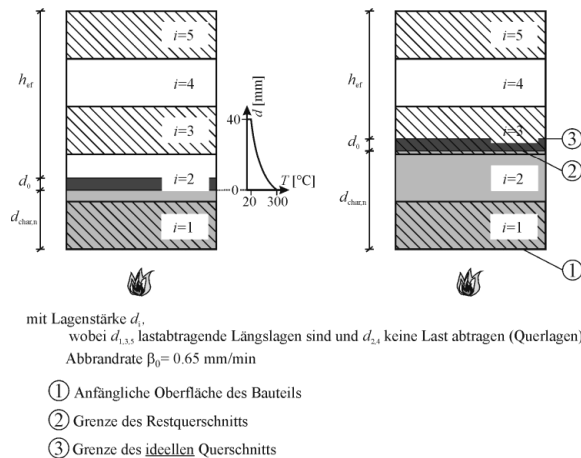 i=5
i=4
i=3
i=2
i=1
h_ef
d_0
d_char,n
d [mm]
40
0
T [°C]
20 300
i=5
i=4
i=3
i=2
i=1
h_ef
d_0
d_char,n
3
2
1
mit Lagenstärke d_i,
wobei d_1,3,5 lastabtragende Längslagen sind und d_2,4 keine Last abtragen (Querlagen)
Abbrandrate β_0= 0.65 mm/min
1 Anfängliche Oberfläche des Bauteils
2 Grenze des Restquerschnitts
3 Grenze des ideellen Querschnitts